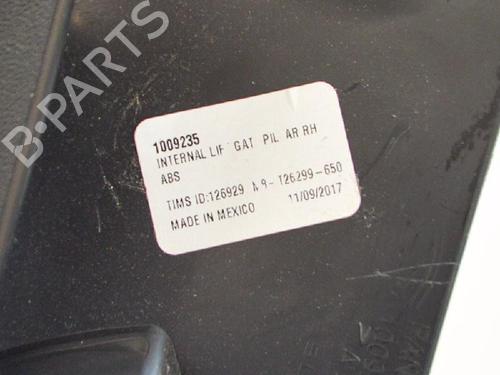 B-PARTS
1009235
INTERNAL LIF GAT PIL AR RH
ABS
TIMS ID:126929 M9-126299-650
MADE IN MEXICO 11/09/2017